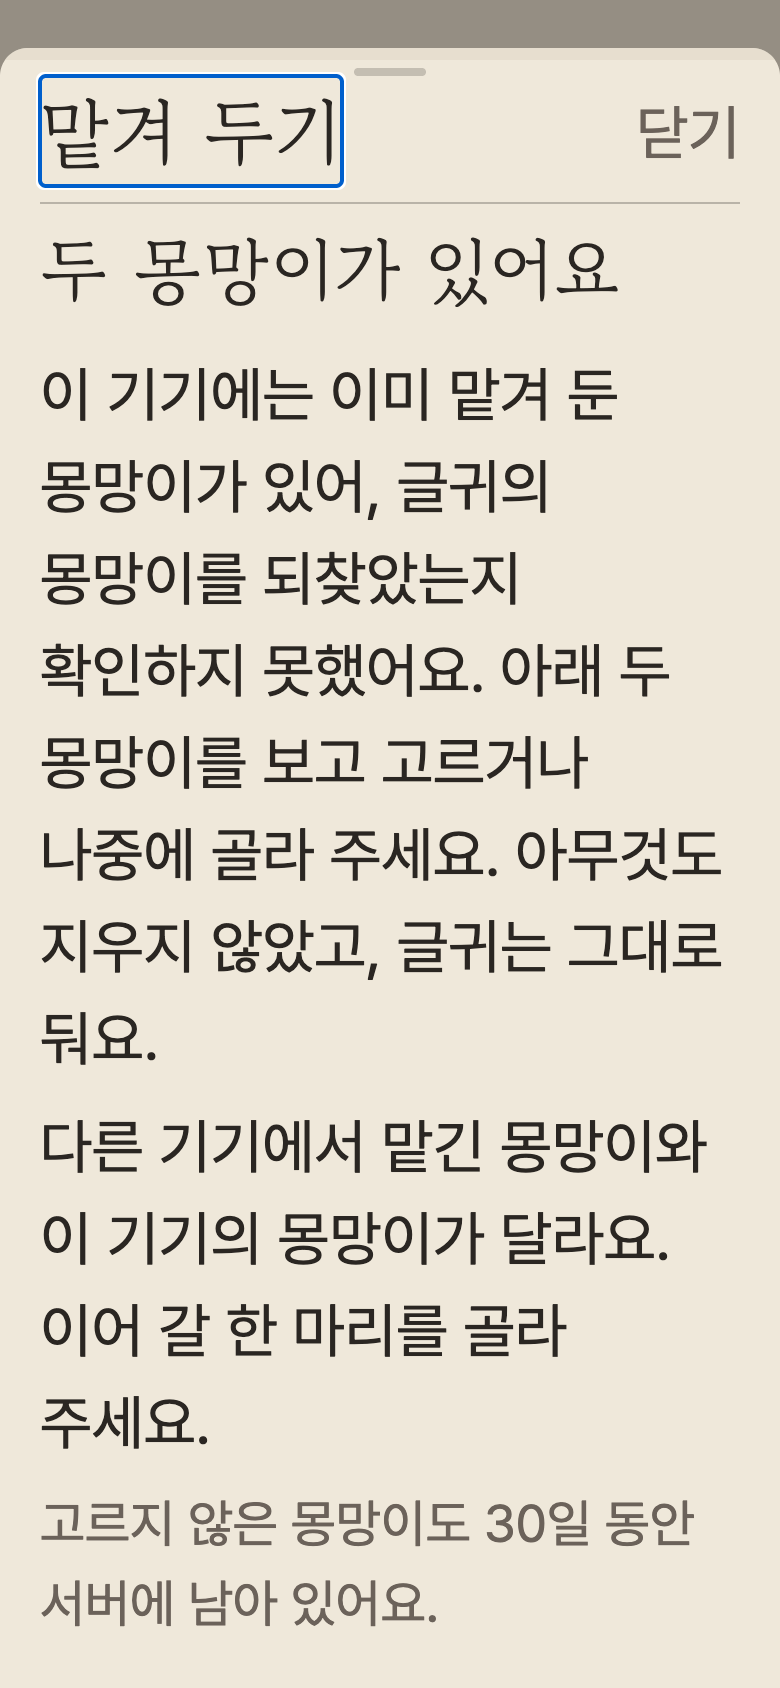 맡겨 두기
닫기
두 몽망이가 있어요
이 기기에는 이미 맡겨 둔
몽망이가 있어, 글귀의
몽망이를 되찾았는지
확인하지 못했어요. 아래 두
몽망이를 보고 고르거나
나중에 골라 주세요. 아무것도
지우지 않았고, 글귀는 그대로
둬요.
다른 기기에서 맡긴 몽망이와
이 기기의 몽망이가 달라요.
이어 갈 한 마리를 골라
주세요.
고르지 않은 몽망이도 30일 동안
서버에 남아 있어요.